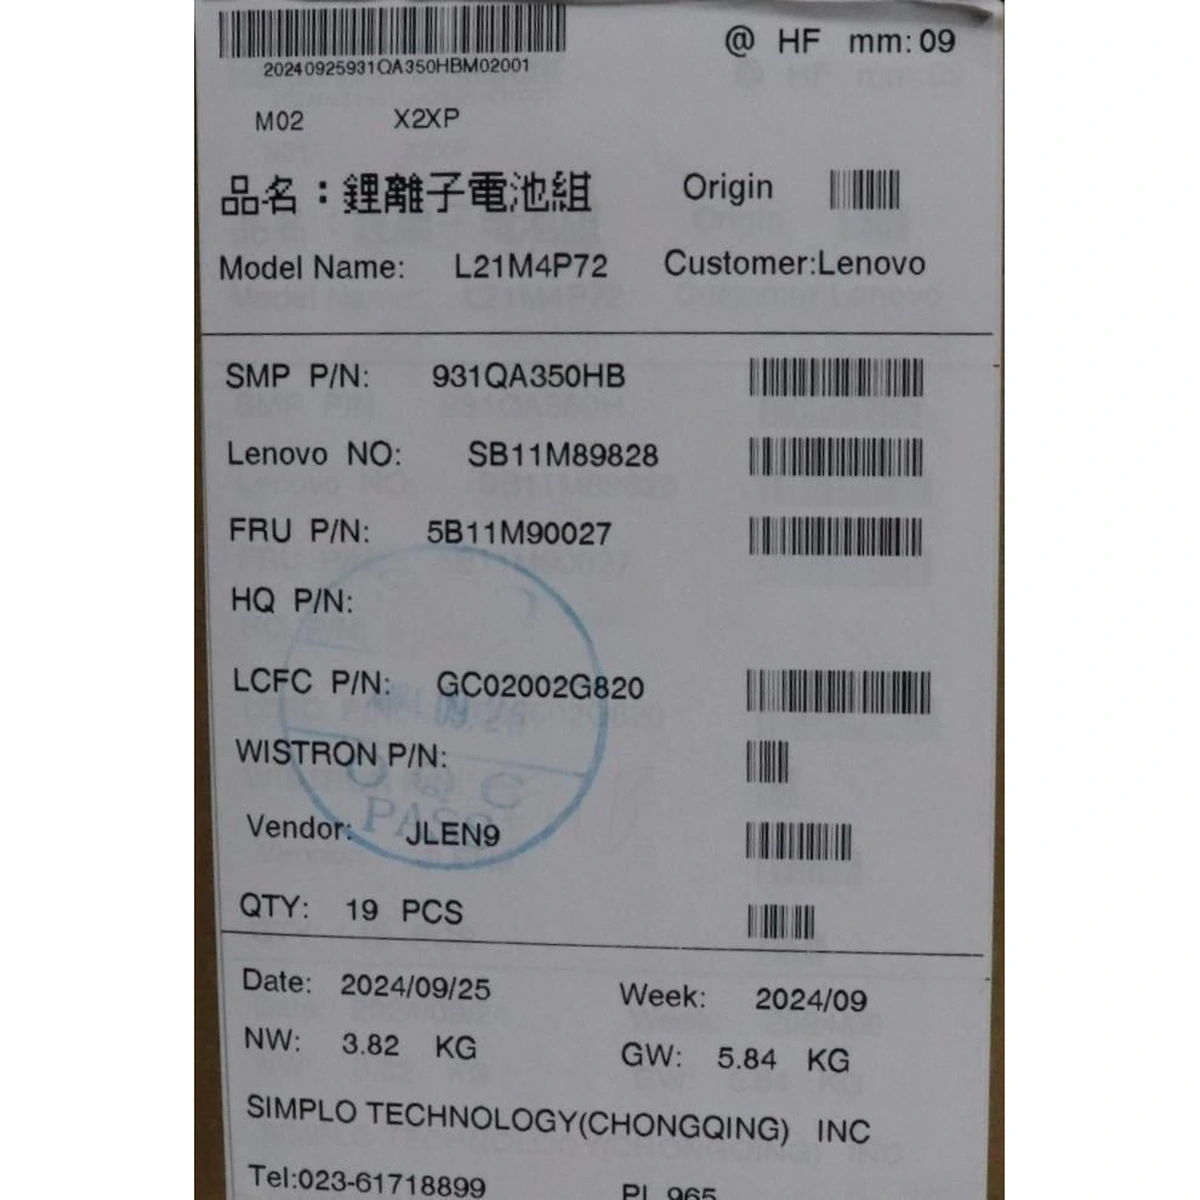 @ HF mm: 09
20240925931QA350HBM02001
M02 X2XP
品名：鋰離子電池組 Origin
Model Name: L21M4P72 Customer:Lenovo
SMP P/N: 931QA350HB
Lenovo NO: SB11M89828
FRU P/N: 5B11M90027
HQ P/N:
LCFC P/N: GC02002G820
WISTRON P/N:
Vendor: JLEN9
PASS
QTY: 19 PCS
Date: 2024/09/25 Week: 2024/09
NW: 3.82 KG GW: 5.84 KG
SIMPLO TECHNOLOGY(CHONGQING) INC
Tel:023-61718899 PI 965